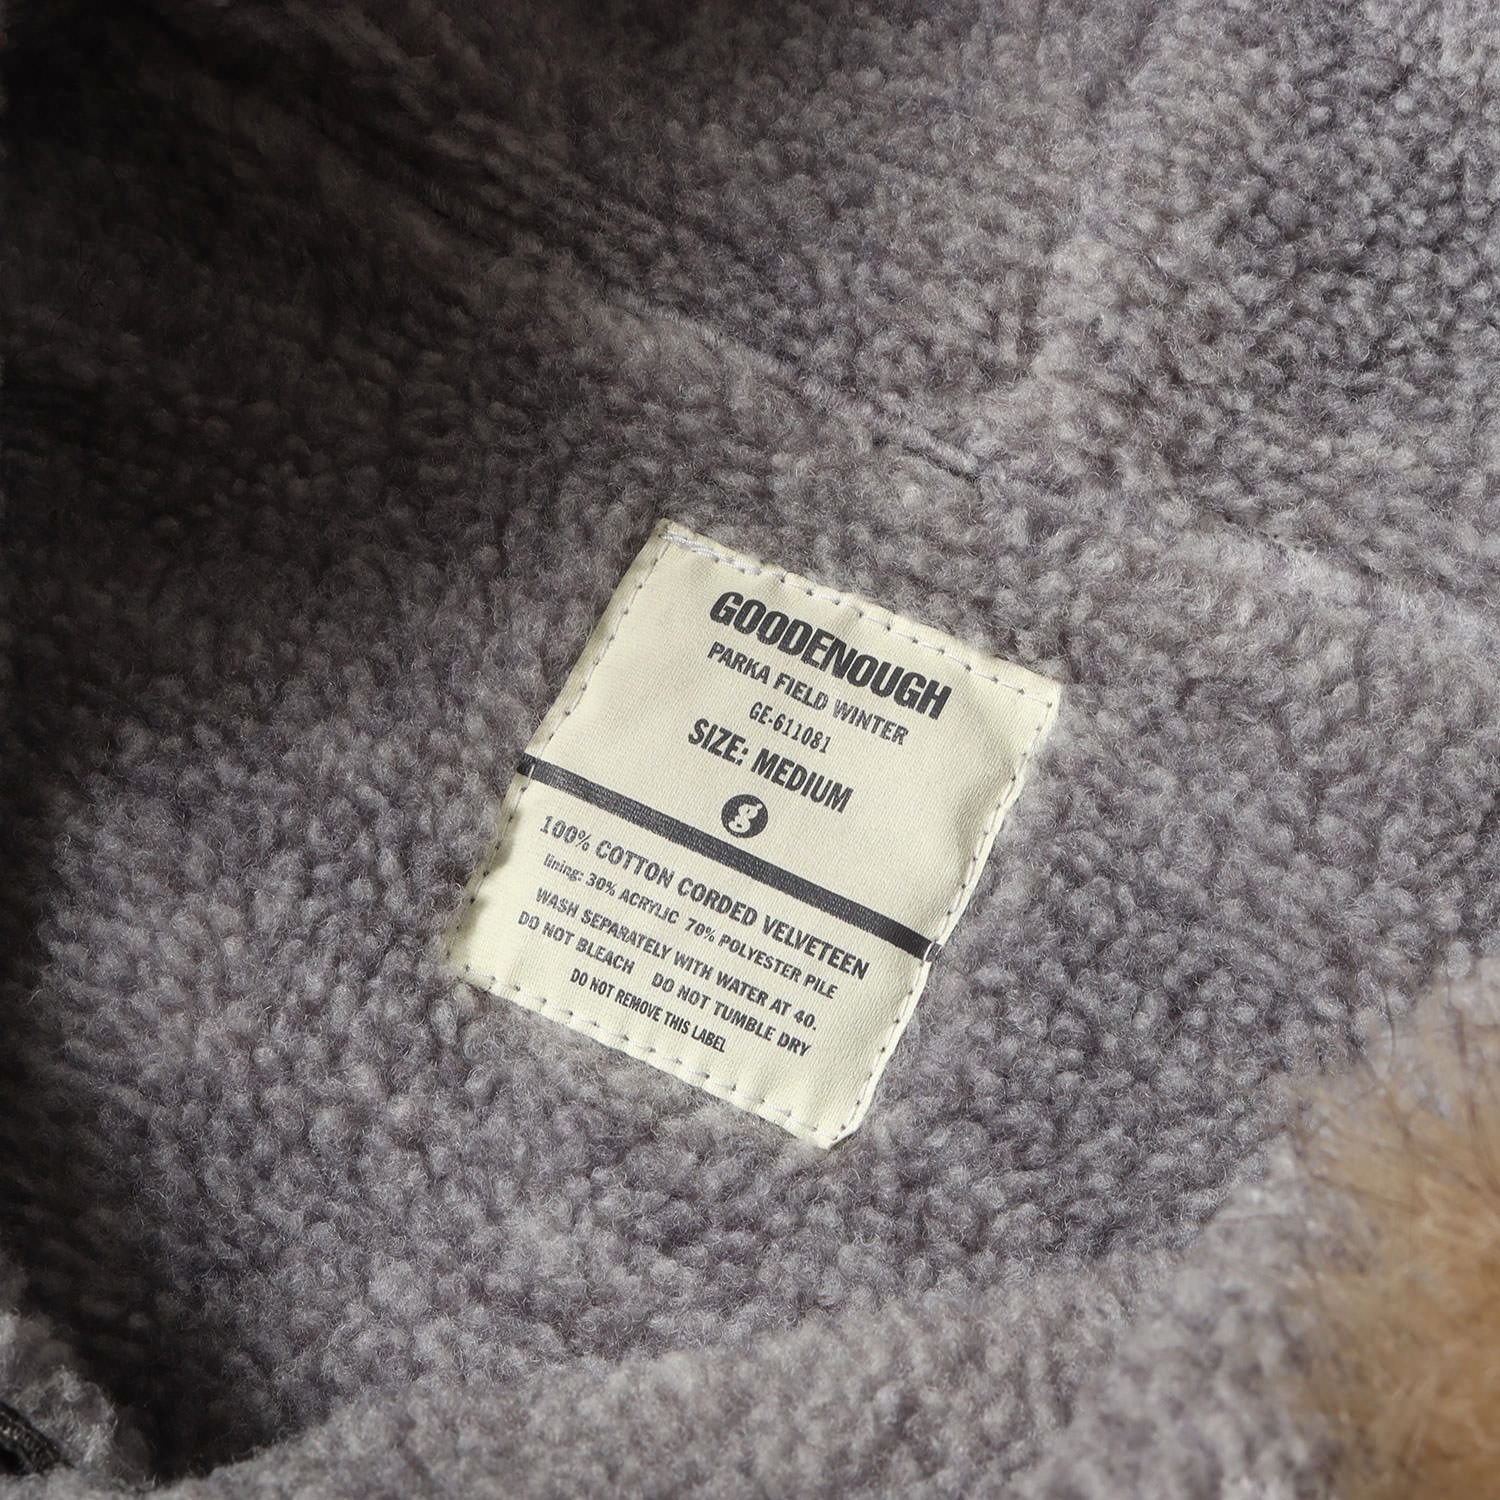 GOODENOUGH
PARKA FIELD WINTER
GE-611081
SIZE: MEDIUM
g
100% COTTON CORDED VELVETEEN
lining: 30% ACRYLIC 70% POLYESTER PILE
WASH SEPARATELY WITH WATER AT 40.
DO NOT BLEACH DO NOT TUMBLE DRY
DO NOT REMOVE THIS LABEL